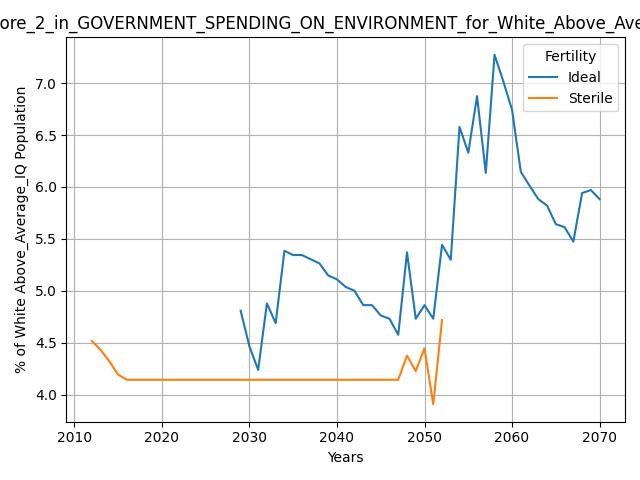 ore_2_in_GOVERNMENT_SPENDING_ON_ENVIRONMENT_for_White_Above_Ave
Fertility
Ideal
Sterile
% of White Above_Average_IQ Population
7.0
6.5
6.0
5.5
5.0
4.5
4.0
2010 2020 2030 2040 2050 2060 2070
Years